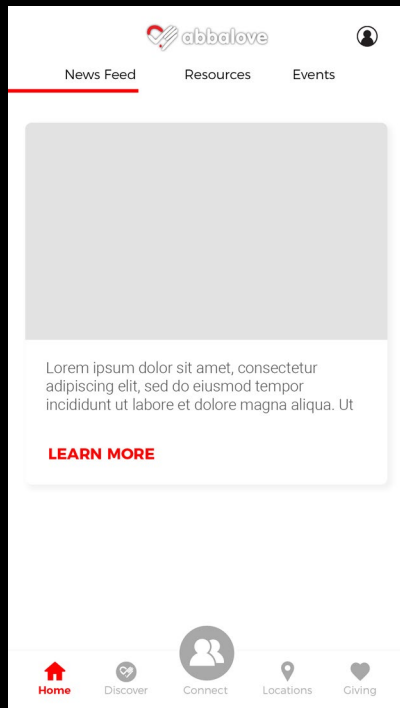 abbalove
News Feed Resources Events
Lorem ipsum dolor sit amet, consectetur
adipiscing elit, sed do eiusmod tempor
incididunt ut labore et dolore magna aliqua. Ut
LEARN MORE
Home Discover Connect Locations Giving